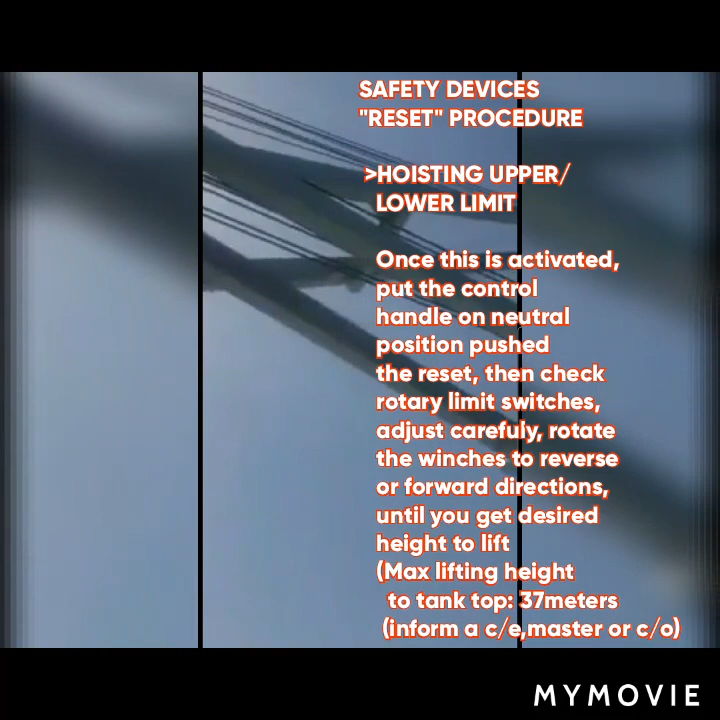 SAFETY DEVICES
"RESET" PROCEDURE
>HOISTING UPPER/
LOWER LIMIT
Once this is activated,
put the control
handle on neutral
position pushed
the reset, then check
rotary limit switches,
adjust carefuly, rotate
the winches to reverse
or forward directions,
until you get desired
height to lift
(Max lifting height
to tank top: 37meters
(inform a c/e,master or c/o)
MYMOVIE